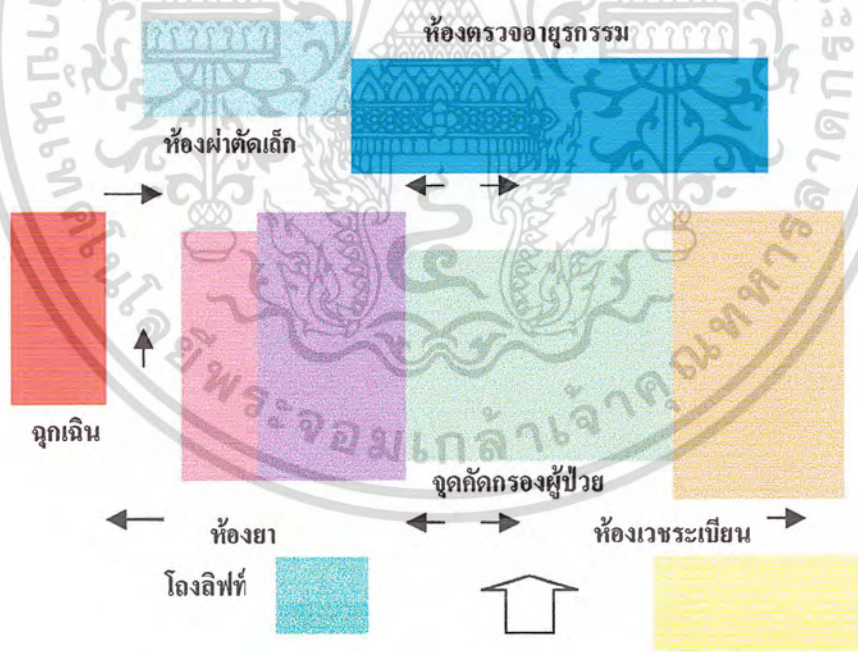 ห้องตรวจอายุรกรรม
ห้องผ่าตัดเล็ก
ฉุกเฉิน
จุดคัดกรองผู้ป่วย
ห้องยา
ห้องเวชระเบียน
โถงลิฟท์